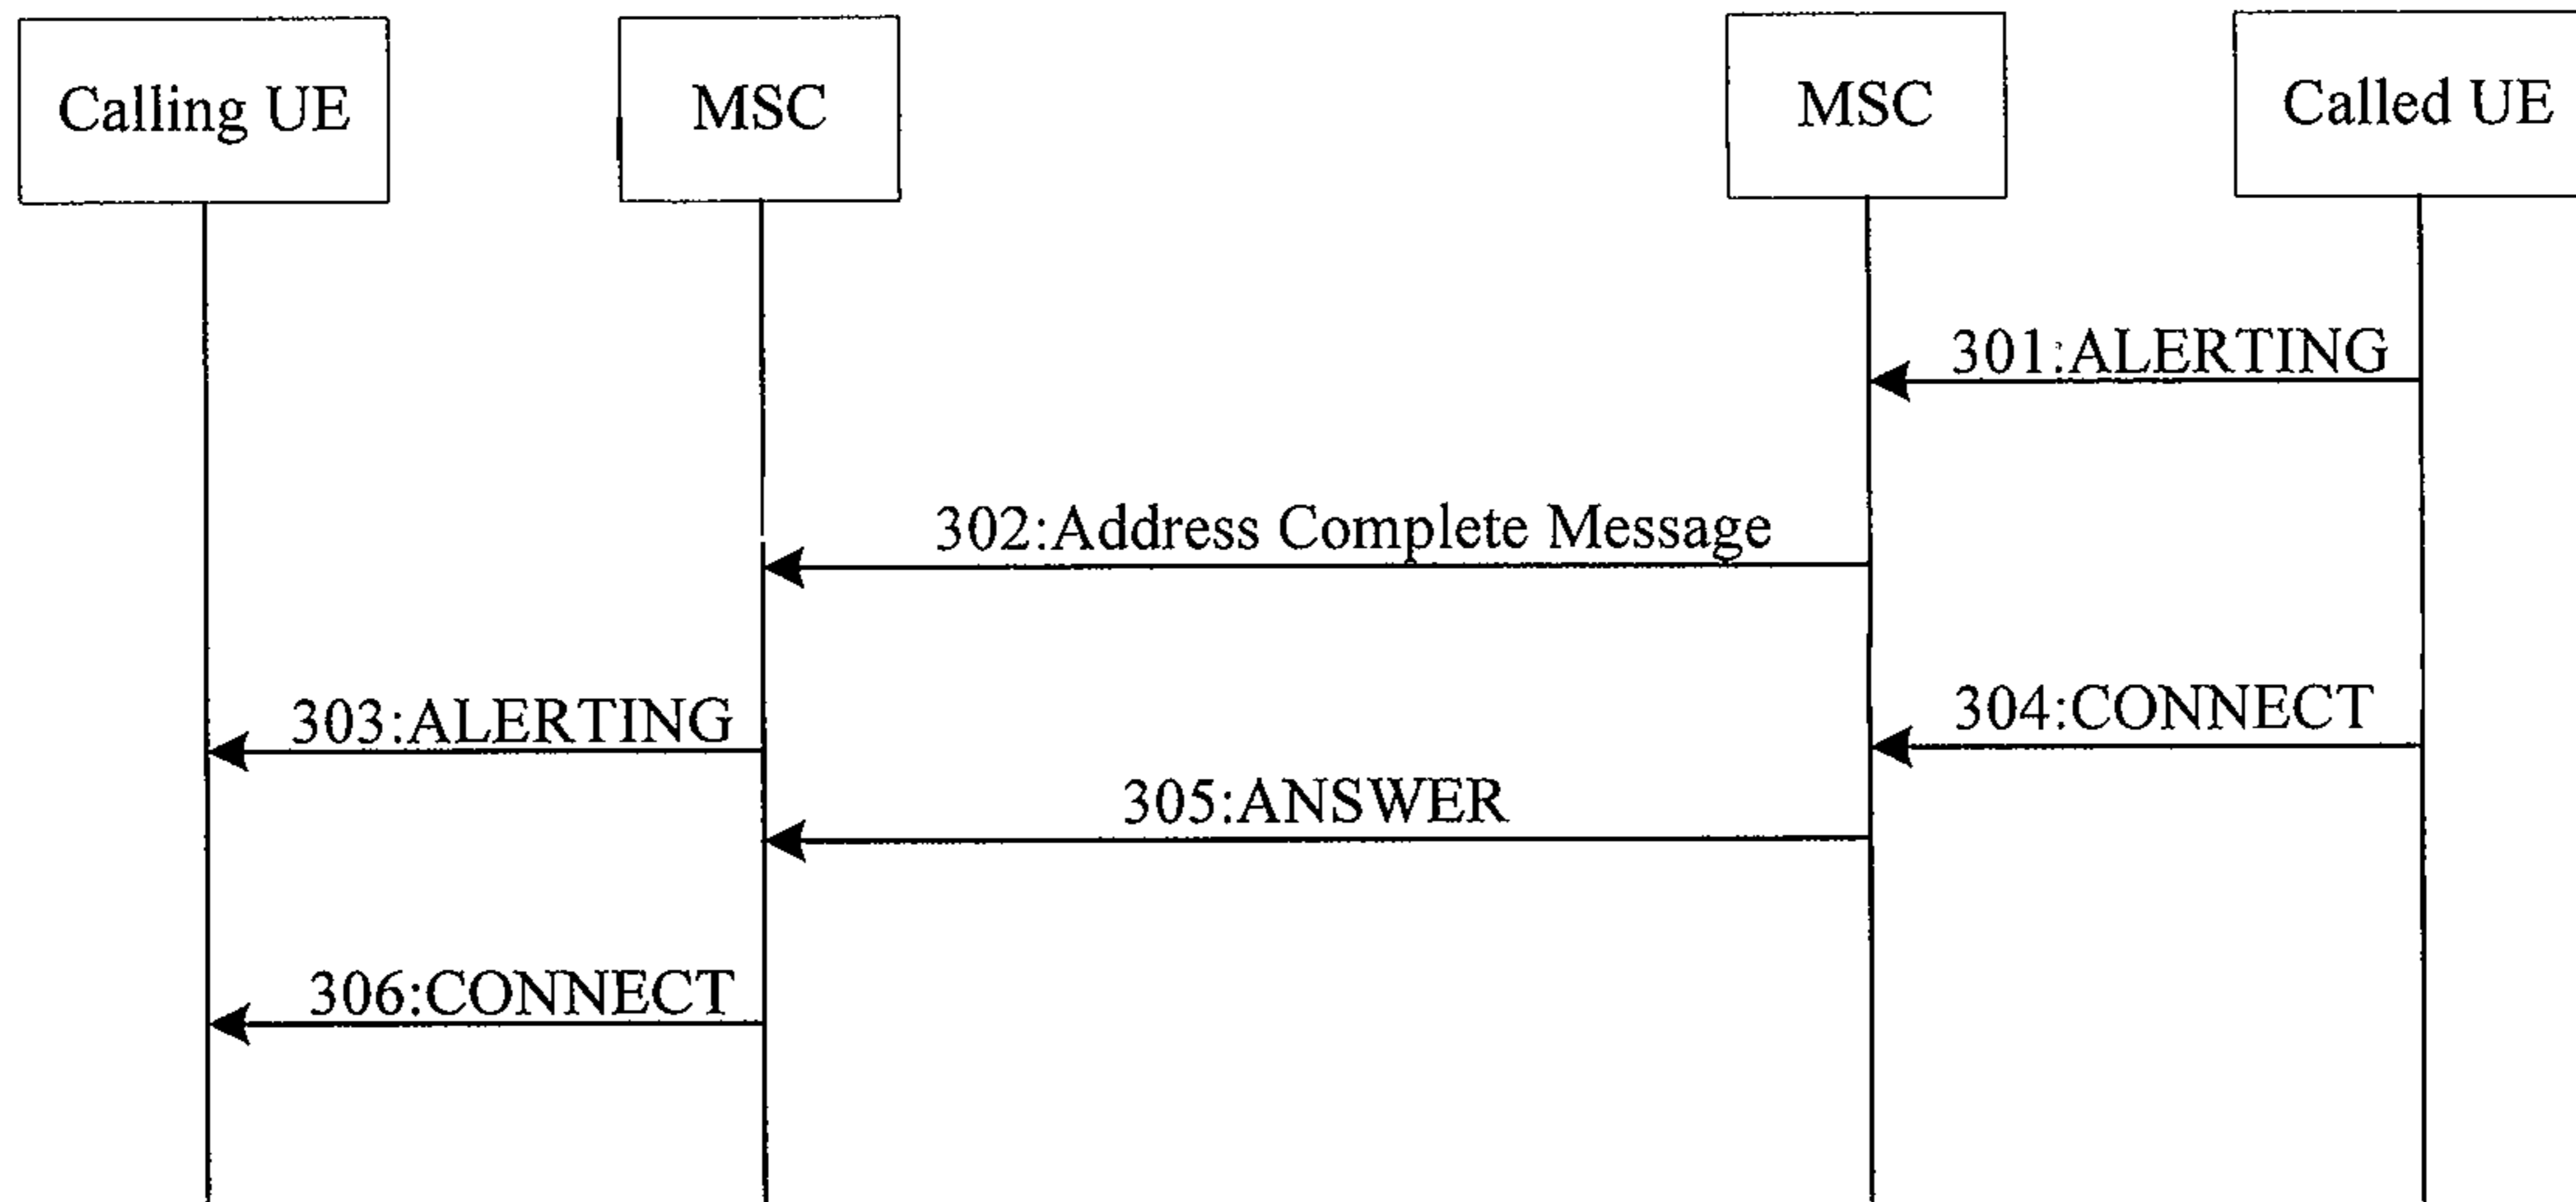 Calling UE
MSC
MSC
Called UE
301:ALERTING
302:Address Complete Message
303:ALERTING
304:CONNECT
305:ANSWER
306:CONNECT